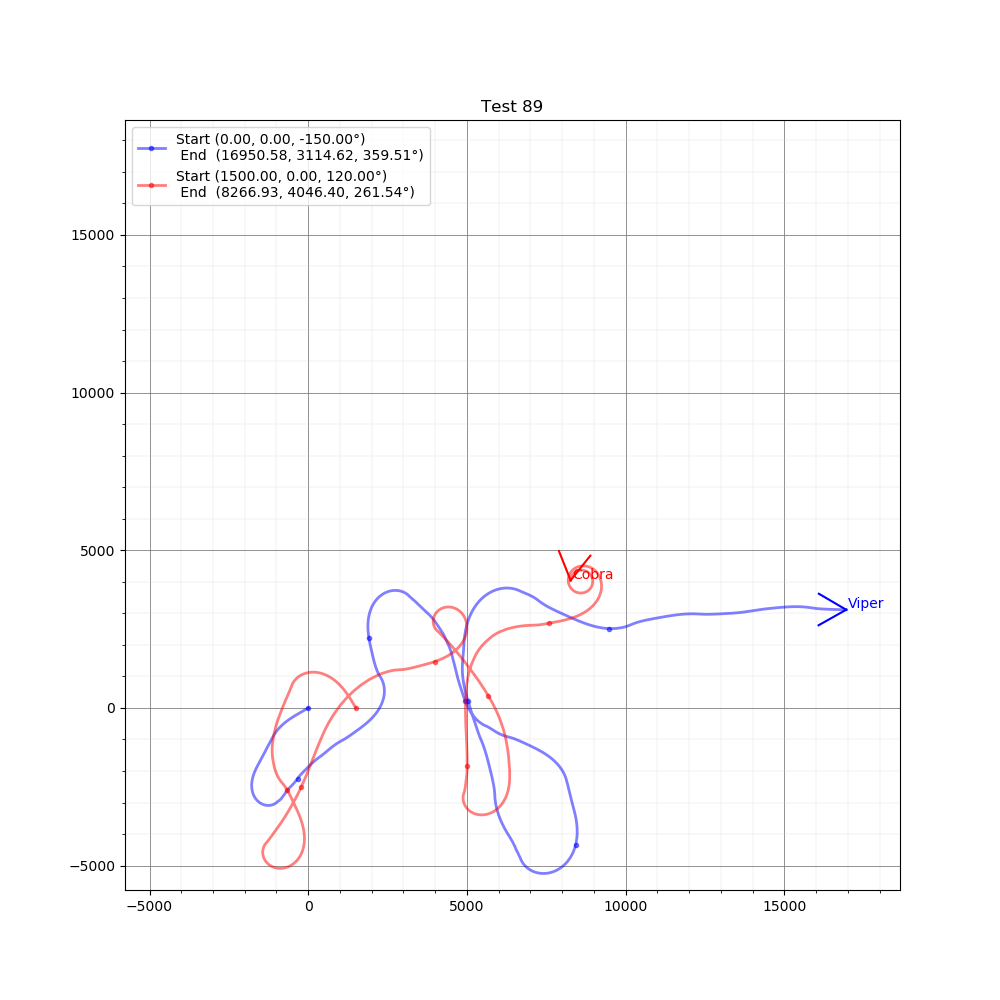 Test 89
Start (0.00, 0.00, -150.00°)
End  (16950.58, 3114.62, 359.51°)
Start (1500.00, 0.00, 120.00°)
End  (8266.93, 4046.40, 261.54°)
15000
10000
5000
0
−5000
Cobra
Viper
−5000 0 5000 10000 15000